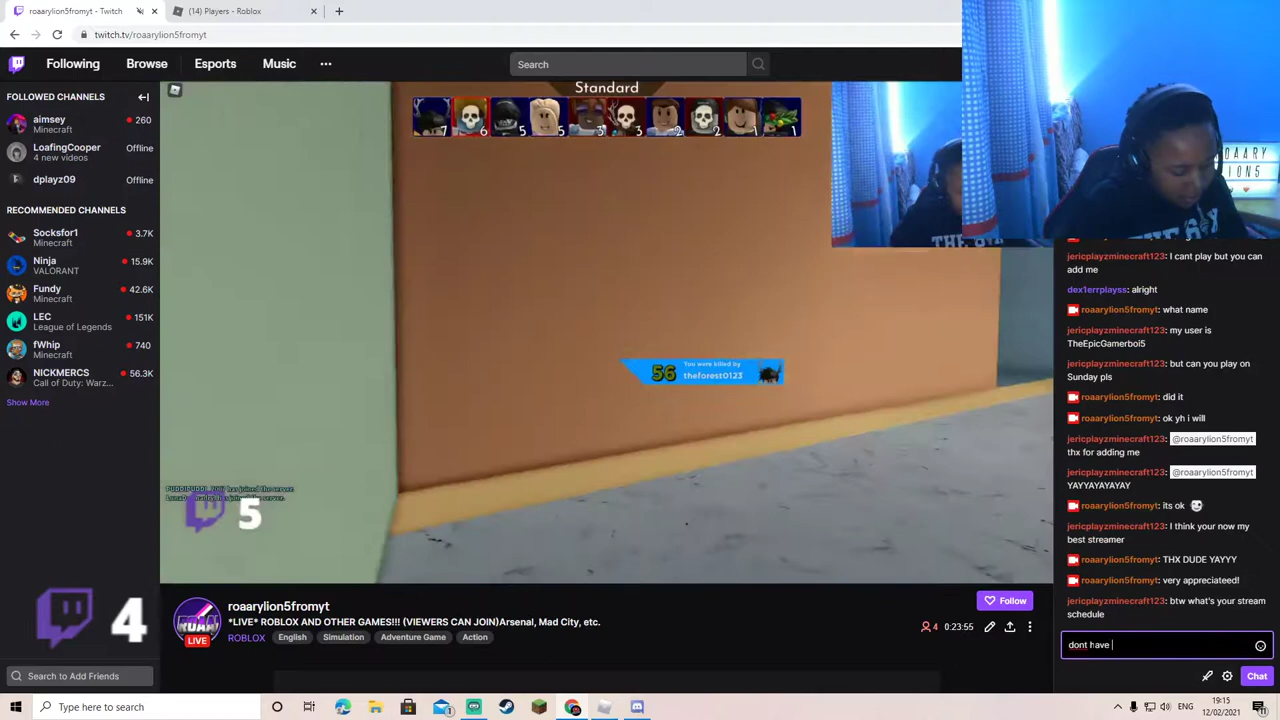 roaarylion5fromyt - Twitch
(14) Players - Roblox
twitch.tv/roaarylion5fromyt
Following
Browse
Esports
Music
Search
FOLLOWED CHANNELS
aimsey
Minecraft
260
LoafingCooper
4 new videos
Offline
dplayz09
Offline
RECOMMENDED CHANNELS
Socksfor1
Minecraft
3.7K
Ninja
VALORANT
15.9K
Fundy
Minecraft
42.6K
LEC
League of Legends
151K
fWhip
Minecraft
740
NICKMERCS
Call of Duty: Warz...
56.3K
Show More
Standard
7 6 5 5 3 3 2 2 1 1
56
You were killed by
theforest0123
5
4
roaarylion5fromyt
*LIVE* ROBLOX AND OTHER GAMES!!! (VIEWERS CAN JOIN)Arsenal, Mad City, etc.
ROBLOX
English
Simulation
Adventure Game
Action
LIVE
Follow
4
0:23:55
jericplayzminecraft123: I cant play but you can
add me
dex1errplayss: alright
roaarylion5fromyt: what name
jericplayzminecraft123: my user is
TheEpicGamerboi5
jericplayzminecraft123: but can you play on
Sunday pls
roaarylion5fromyt: did it
roaarylion5fromyt: ok yh i will
jericplayzminecraft123: @roaarylion5fromyt
thx for adding me
jericplayzminecraft123: @roaarylion5fromyt
YAYYAYAYAYAY
roaarylion5fromyt: its ok
jericplayzminecraft123: I think your now my
best streamer
roaarylion5fromyt: THX DUDE YAYYY
roaarylion5fromyt: very appreciateed!
jericplayzminecraft123: btw what's your stream
schedule
dont have
Chat
Search to Add Friends
Type here to search
19:15
12/02/2021